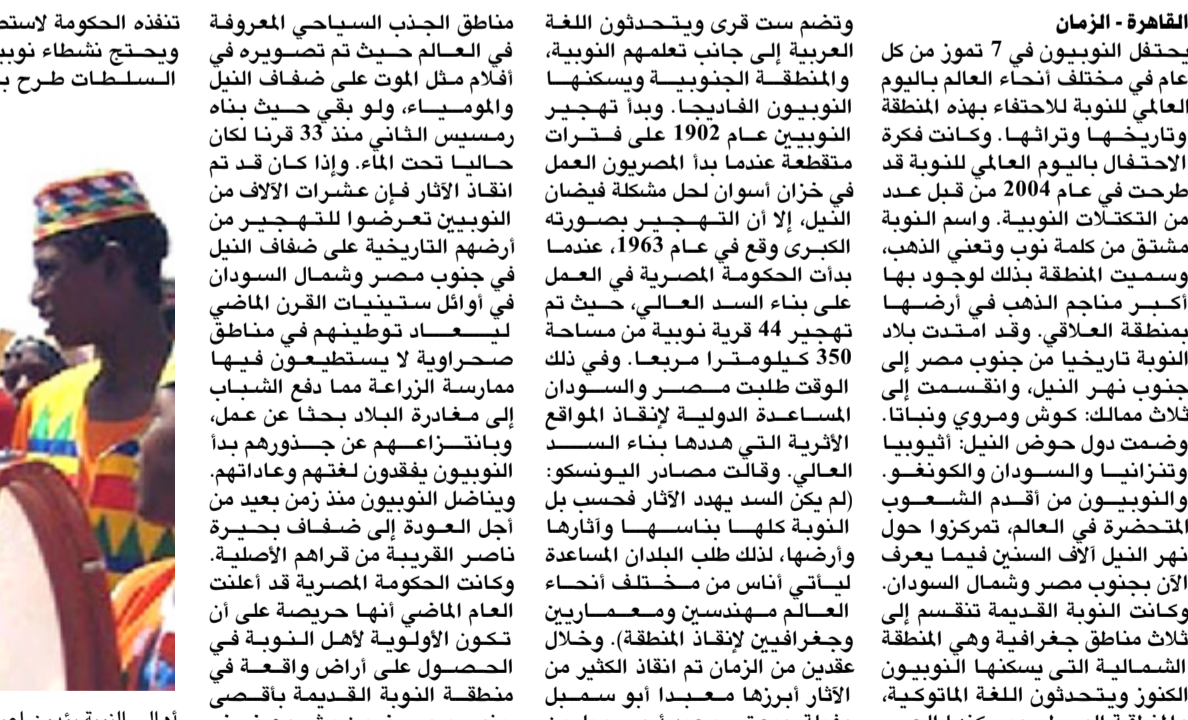 القاهرة - الزمان
يحتفل النوبيون في 7 تموز من كل
عام في مختلف أنحاء العالم باليوم
العالمي للنوبة للاحتفاء بهذه المنطقة
وتاريخها وتراثها. وكانت فكرة
الاحتفال باليوم العالمي للنوبة قد
طرحت في عام 2004 من قبل عدد
من التكتلات النوبية. واسم النوبة
مشتق من كلمة نوب وتعني الذهب،
وسميت المنطقة بذلك لوجود بها
أكبر مناجم الذهب في أرضها
بمنطقة العلاقي. وقد امتدت بلاد
النوبة تاريخيا من جنوب مصر إلى
جنوب نهر النيل، وانقسمت إلى
ثلاث ممالك: كوش ومروي ونباتا.
وضمت دول حوض النيل: أثيوبيا
وتنزانيا والسودان والكونغو.
والنوبيون من أقدم الشعوب
المتحضرة في العالم، تمركزوا حول
نهر النيل آلاف السنين فيما يعرف
الآن بجنوب مصر وشمال السودان.
وكانت النوبة القديمة تنقسم إلى
ثلاث مناطق جغرافية وهي المنطقة
الشمالية التي يسكنها النوبيون
الكنوز ويتحدثون اللغة الماتوكية،
وتضم ست قرى ويتحدثون اللغة
العربية إلى جانب تعلمهم النوبية،
والمنطقة الجنوبية ويسكنها
النوبيون الفاديجا. وبدأ تهجير
النوبيين عام 1902 على فترات
متقطعة عندما بدأ المصريون العمل
في خزان أسوان لحل مشكلة فيضان
النيل، إلا أن التهجير بصورته
الكبرى وقع في عام 1963، عندما
بدأت الحكومة المصرية في العمل
على بناء السد العالي، حيث تم
تهجير 44 قرية نوبية من مساحة
350 كيلومترا مربعا. وفي ذلك
الوقت طلبت مصر والسودان
المساعدة الدولية لإنقاذ المواقع
الأثرية التي هددها بناء السد
العالي. وقالت مصادر اليونسكو:
(لم يكن السد يهدد الآثار فحسب بل
النوبة كلها بناسها وآثارها
وأرضها، لذلك طلب البلدان المساعدة
ليأتي أناس من مختلف أنحاء
العالم مهندسين ومعماريين
وجغرافيين لإنقاذ المنطقة). وخلال
عقدين من الزمان تم انقاذ الكثير من
الآثار أبرزها معبدا أبو سمبل
مناطق الجذب السياحي المعروفة
في العالم حيث تم تصويره في
أفلام مثل الموت على ضفاف النيل
والمومياء، ولو بقي حيث بناه
رمسيس الثاني منذ 33 قرنا لكان
حاليا تحت الماء. وإذا كان قد تم
انقاذ الآثار فإن عشرات الآلاف من
النوبيين تعرضوا للتهجير من
أرضهم التاريخية على ضفاف النيل
في جنوب مصر وشمال السودان
في أوائل ستينيات القرن الماضي
ليعاد توطينهم في مناطق
صحراوية لا يستطيعون فيها
ممارسة الزراعة مما دفع الشباب
إلى مغادرة البلاد بحثا عن عمل،
وبانتزاعهم عن جذورهم بدأ
النوبيون يفقدون لغتهم وعاداتهم.
ويناضل النوبيون منذ زمن بعيد من
أجل العودة إلى ضفاف بحيرة
ناصر القريبة من قراهم الأصلية.
وكانت الحكومة المصرية قد أعلنت
العام الماضي أنها حريصة على أن
تكون الأولوية لأهل النوبة في
الحصول على أراض واقعة في
منطقة النوبة القديمة بأقصى
تنفذه الحكومة
ويحتج نشطاء
السلطات طرح